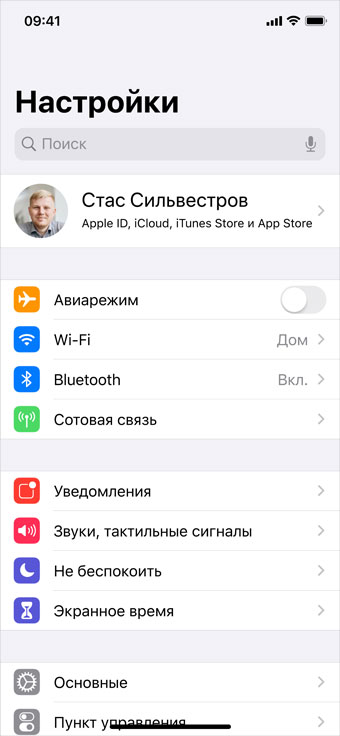 09:41
Настройки
Поиск
Стас Сильвестров
Apple ID, iCloud, iTunes Store и App Store
Авиарежим
Wi-Fi Дом
Bluetooth Вкл.
Сотовая связь
Уведомления
Звуки, тактильные сигналы
Не беспокоить
Экранное время
Основные
Пункт управления